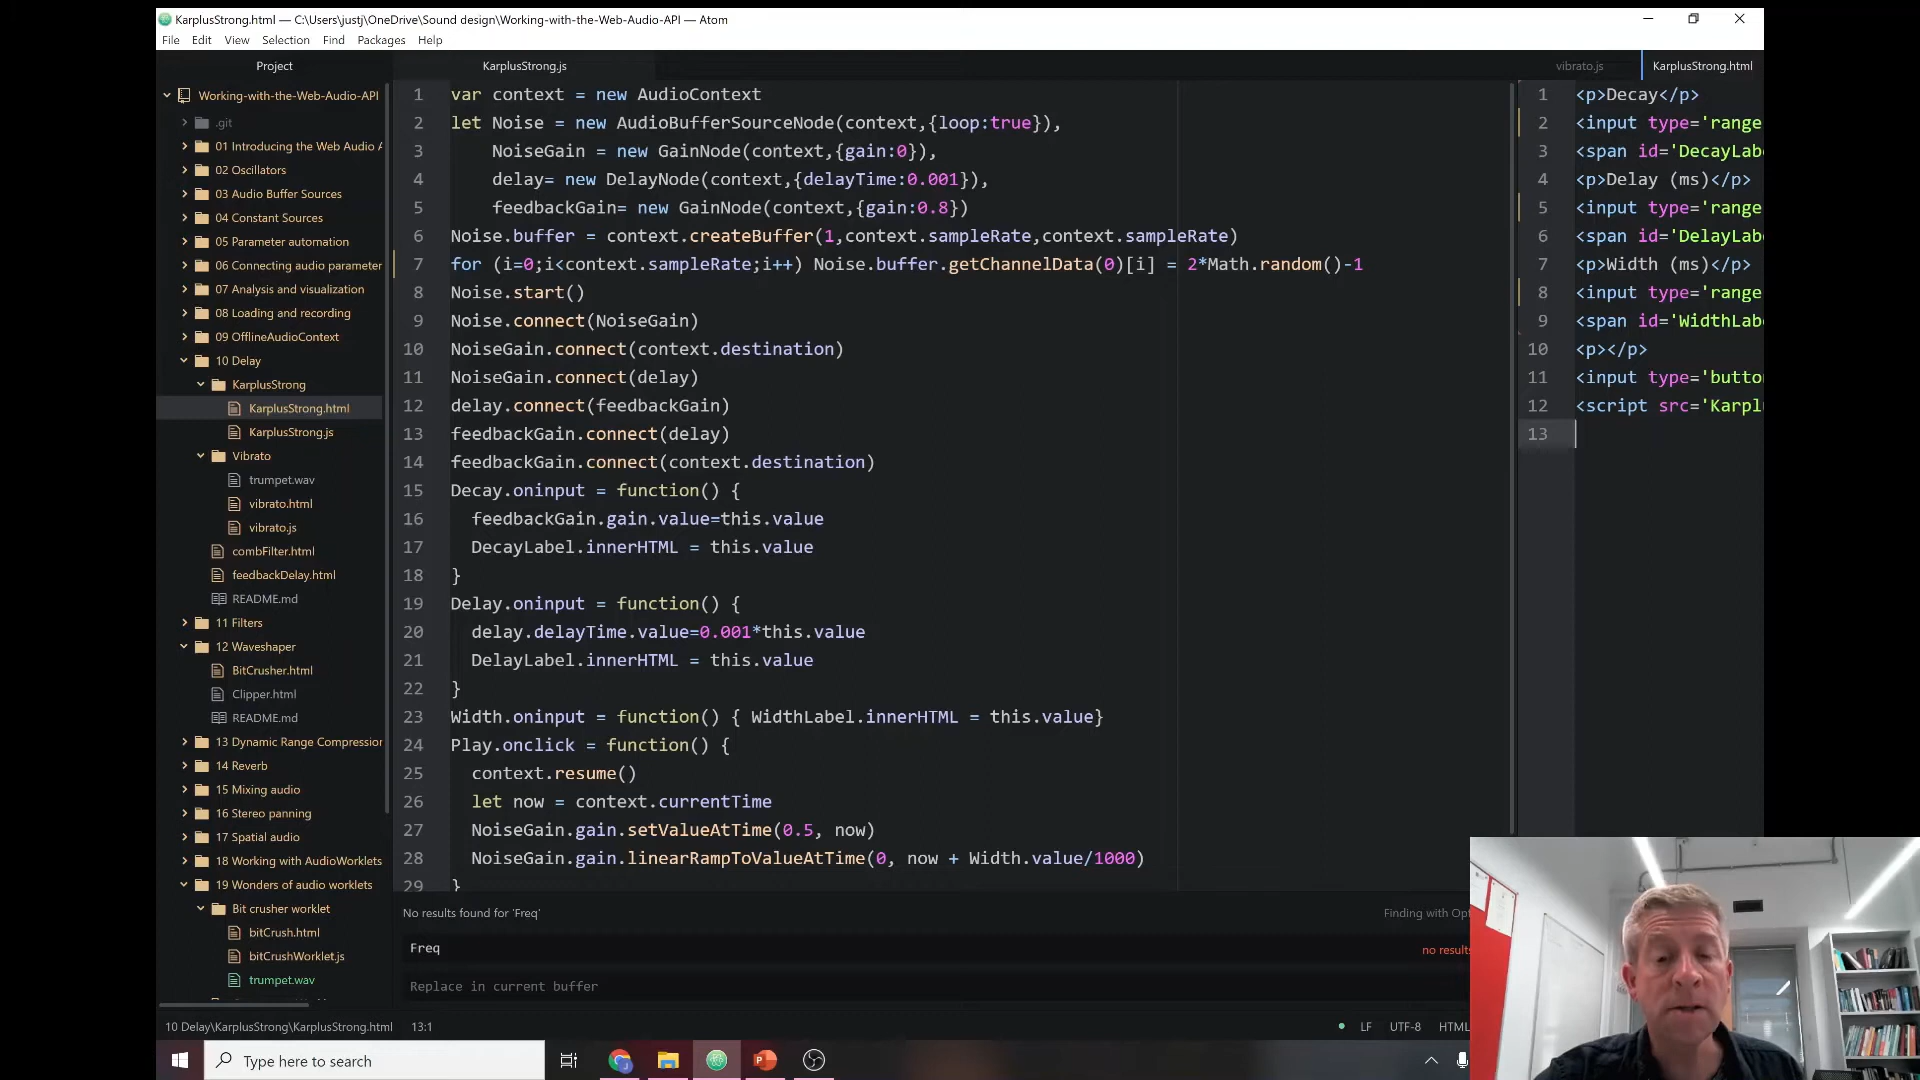 KarplusStrong.html — C:\Users\justj\OneDrive\Sound design\Working-with-the-Web-Audio-API — Atom
File Edit View Selection Find Packages Help
Project
Working-with-the-Web-Audio-API
.git
01 Introducing the Web Audio A
02 Oscillators
03 Audio Buffer Sources
04 Constant Sources
05 Parameter automation
06 Connecting audio parameter
07 Analysis and visualization
08 Loading and recording
09 OfflineAudioContext
10 Delay
KarplusStrong
KarplusStrong.html
KarplusStrong.js
Vibrato
trumpet.wav
vibrato.html
vibrato.js
combFilter.html
feedbackDelay.html
README.md
11 Filters
12 Waveshaper
BitCrusher.html
Clipper.html
README.md
13 Dynamic Range Compression
14 Reverb
15 Mixing audio
16 Stereo panning
17 Spatial audio
18 Working with AudioWorklets
19 Wonders of audio worklets
Bit crusher worklet
bitCrush.html
bitCrushWorklet.js
trumpet.wav
KarplusStrong.js
1 var context = new AudioContext
2 let Noise = new AudioBufferSourceNode(context,{loop:true}),
3 NoiseGain = new GainNode(context,{gain:0}),
4 delay= new DelayNode(context,{delayTime:0.001}),
5 feedbackGain= new GainNode(context,{gain:0.8})
6 Noise.buffer = context.createBuffer(1,context.sampleRate,context.sampleRate)
7 for (i=0;i<context.sampleRate;i++) Noise.buffer.getChannelData(0)[i] = 2*Math.random()-1
8 Noise.start()
9 Noise.connect(NoiseGain)
10 NoiseGain.connect(context.destination)
11 NoiseGain.connect(delay)
12 delay.connect(feedbackGain)
13 feedbackGain.connect(delay)
14 feedbackGain.connect(context.destination)
15 Decay.oninput = function() {
16 feedbackGain.gain.value=this.value
17 DecayLabel.innerHTML = this.value
18 }
19 Delay.oninput = function() {
20 delay.delayTime.value=0.001*this.value
21 DelayLabel.innerHTML = this.value
22 }
23 Width.oninput = function() { WidthLabel.innerHTML = this.value}
24 Play.onclick = function() {
25 context.resume()
26 let now = context.currentTime
27 NoiseGain.gain.setValueAtTime(0.5, now)
28 NoiseGain.gain.linearRampToValueAtTime(0, now + Width.value/1000)
29 }
vibrato.js KarplusStrong.html
1 <p>Decay</p>
2 <input type='range
3 <span id='DecayLabe
4 <p>Delay (ms)</p>
5 <input type='range
6 <span id='DelayLabe
7 <p>Width (ms)</p>
8 <input type='range
9 <span id='WidthLabe
10 <p></p>
11 <input type='butto
12 <script src='Karpl
13
No results found for 'Freq' Finding with Opt
Freq no results
Replace in current buffer
10 Delay\KarplusStrong\KarplusStrong.html 13:1 LF UTF-8 HTML
Type here to search